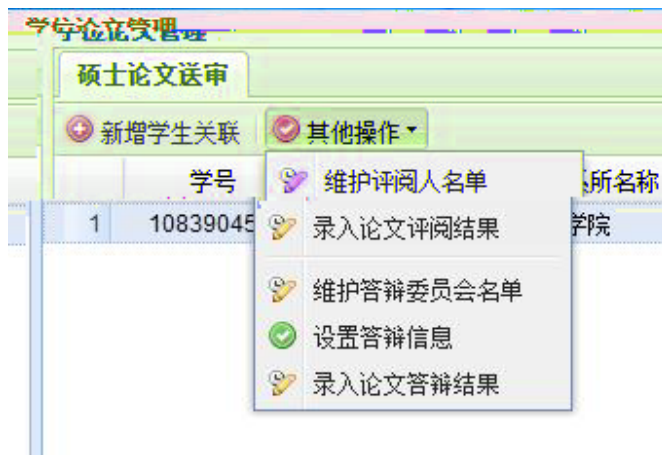 学位论文管理
硕士论文送审
新增学生关联 其他操作
学号 所名称
1 10839045 学院
维护评阅人名单
录入论文评阅结果
维护答辩委员会名单
设置答辩信息
录入论文答辩结果